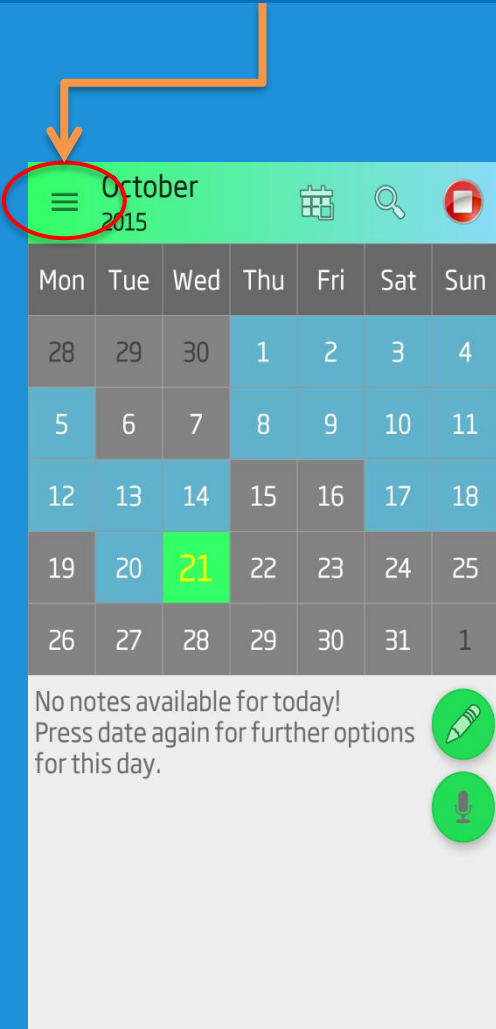 October
2015
Mon Tue Wed Thu Fri Sat Sun
28 29 30 1 2 3 4
5 6 7 8 9 10 11
12 13 14 15 16 17 18
19 20 21 22 23 24 25
26 27 28 29 30 31 1
No notes available for today!
Press date again for further options
for this day.